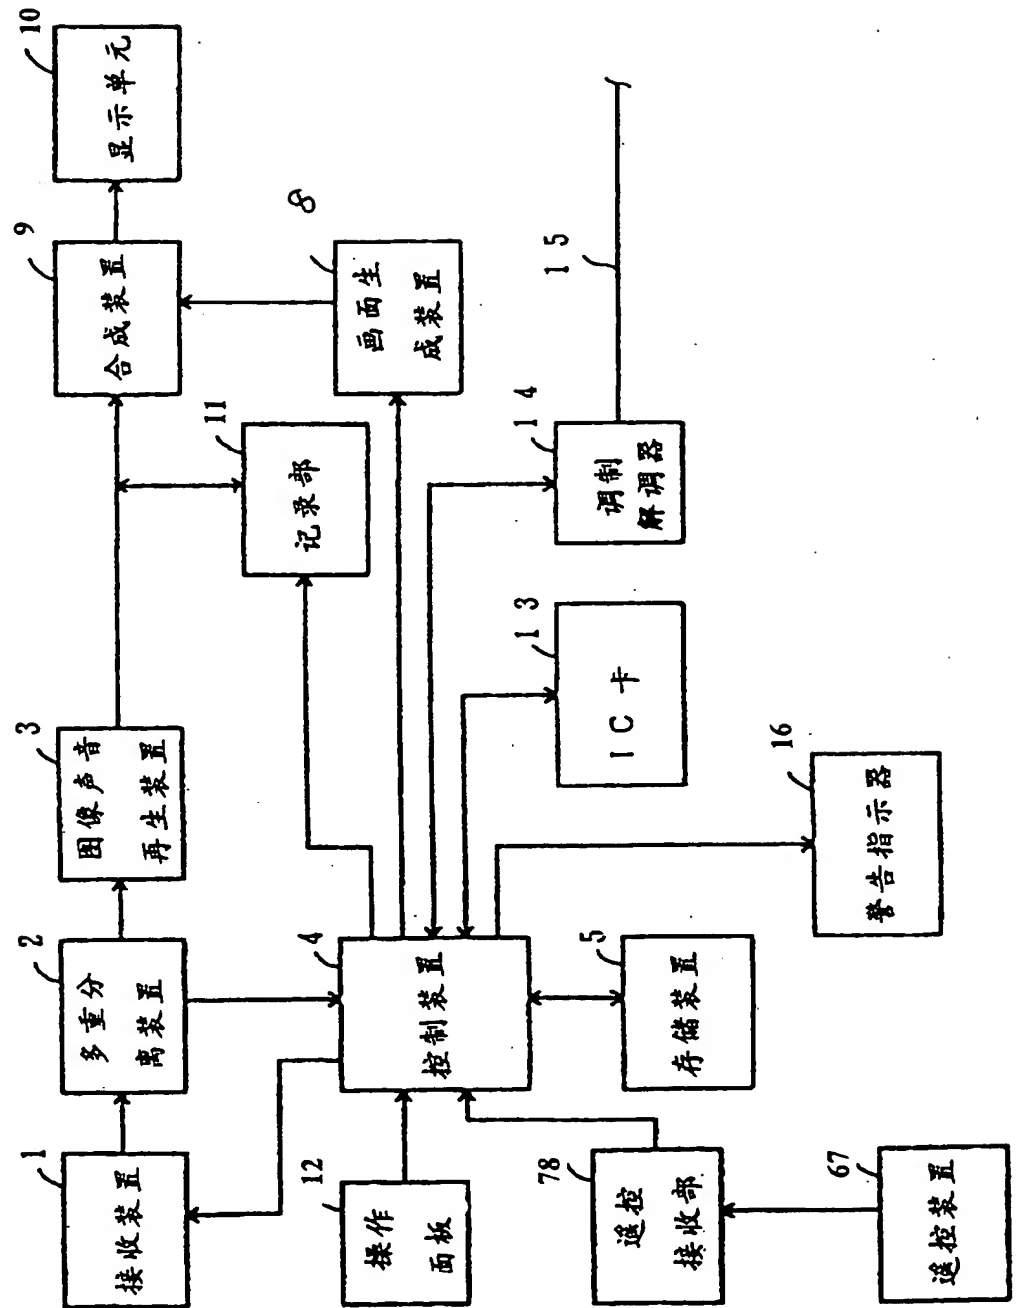 1
接收装置
2
多重分
离装置
3
图像声音
再生装置
9
合成装置
10
显示单元
11
记录部
8
画面生
成装置
12
操作
面板
4
控制装置
14
调制
解调器
15
13
IC卡
78
遥控
接收部
5
存储装置
67
遥控装置
16
警告指示器